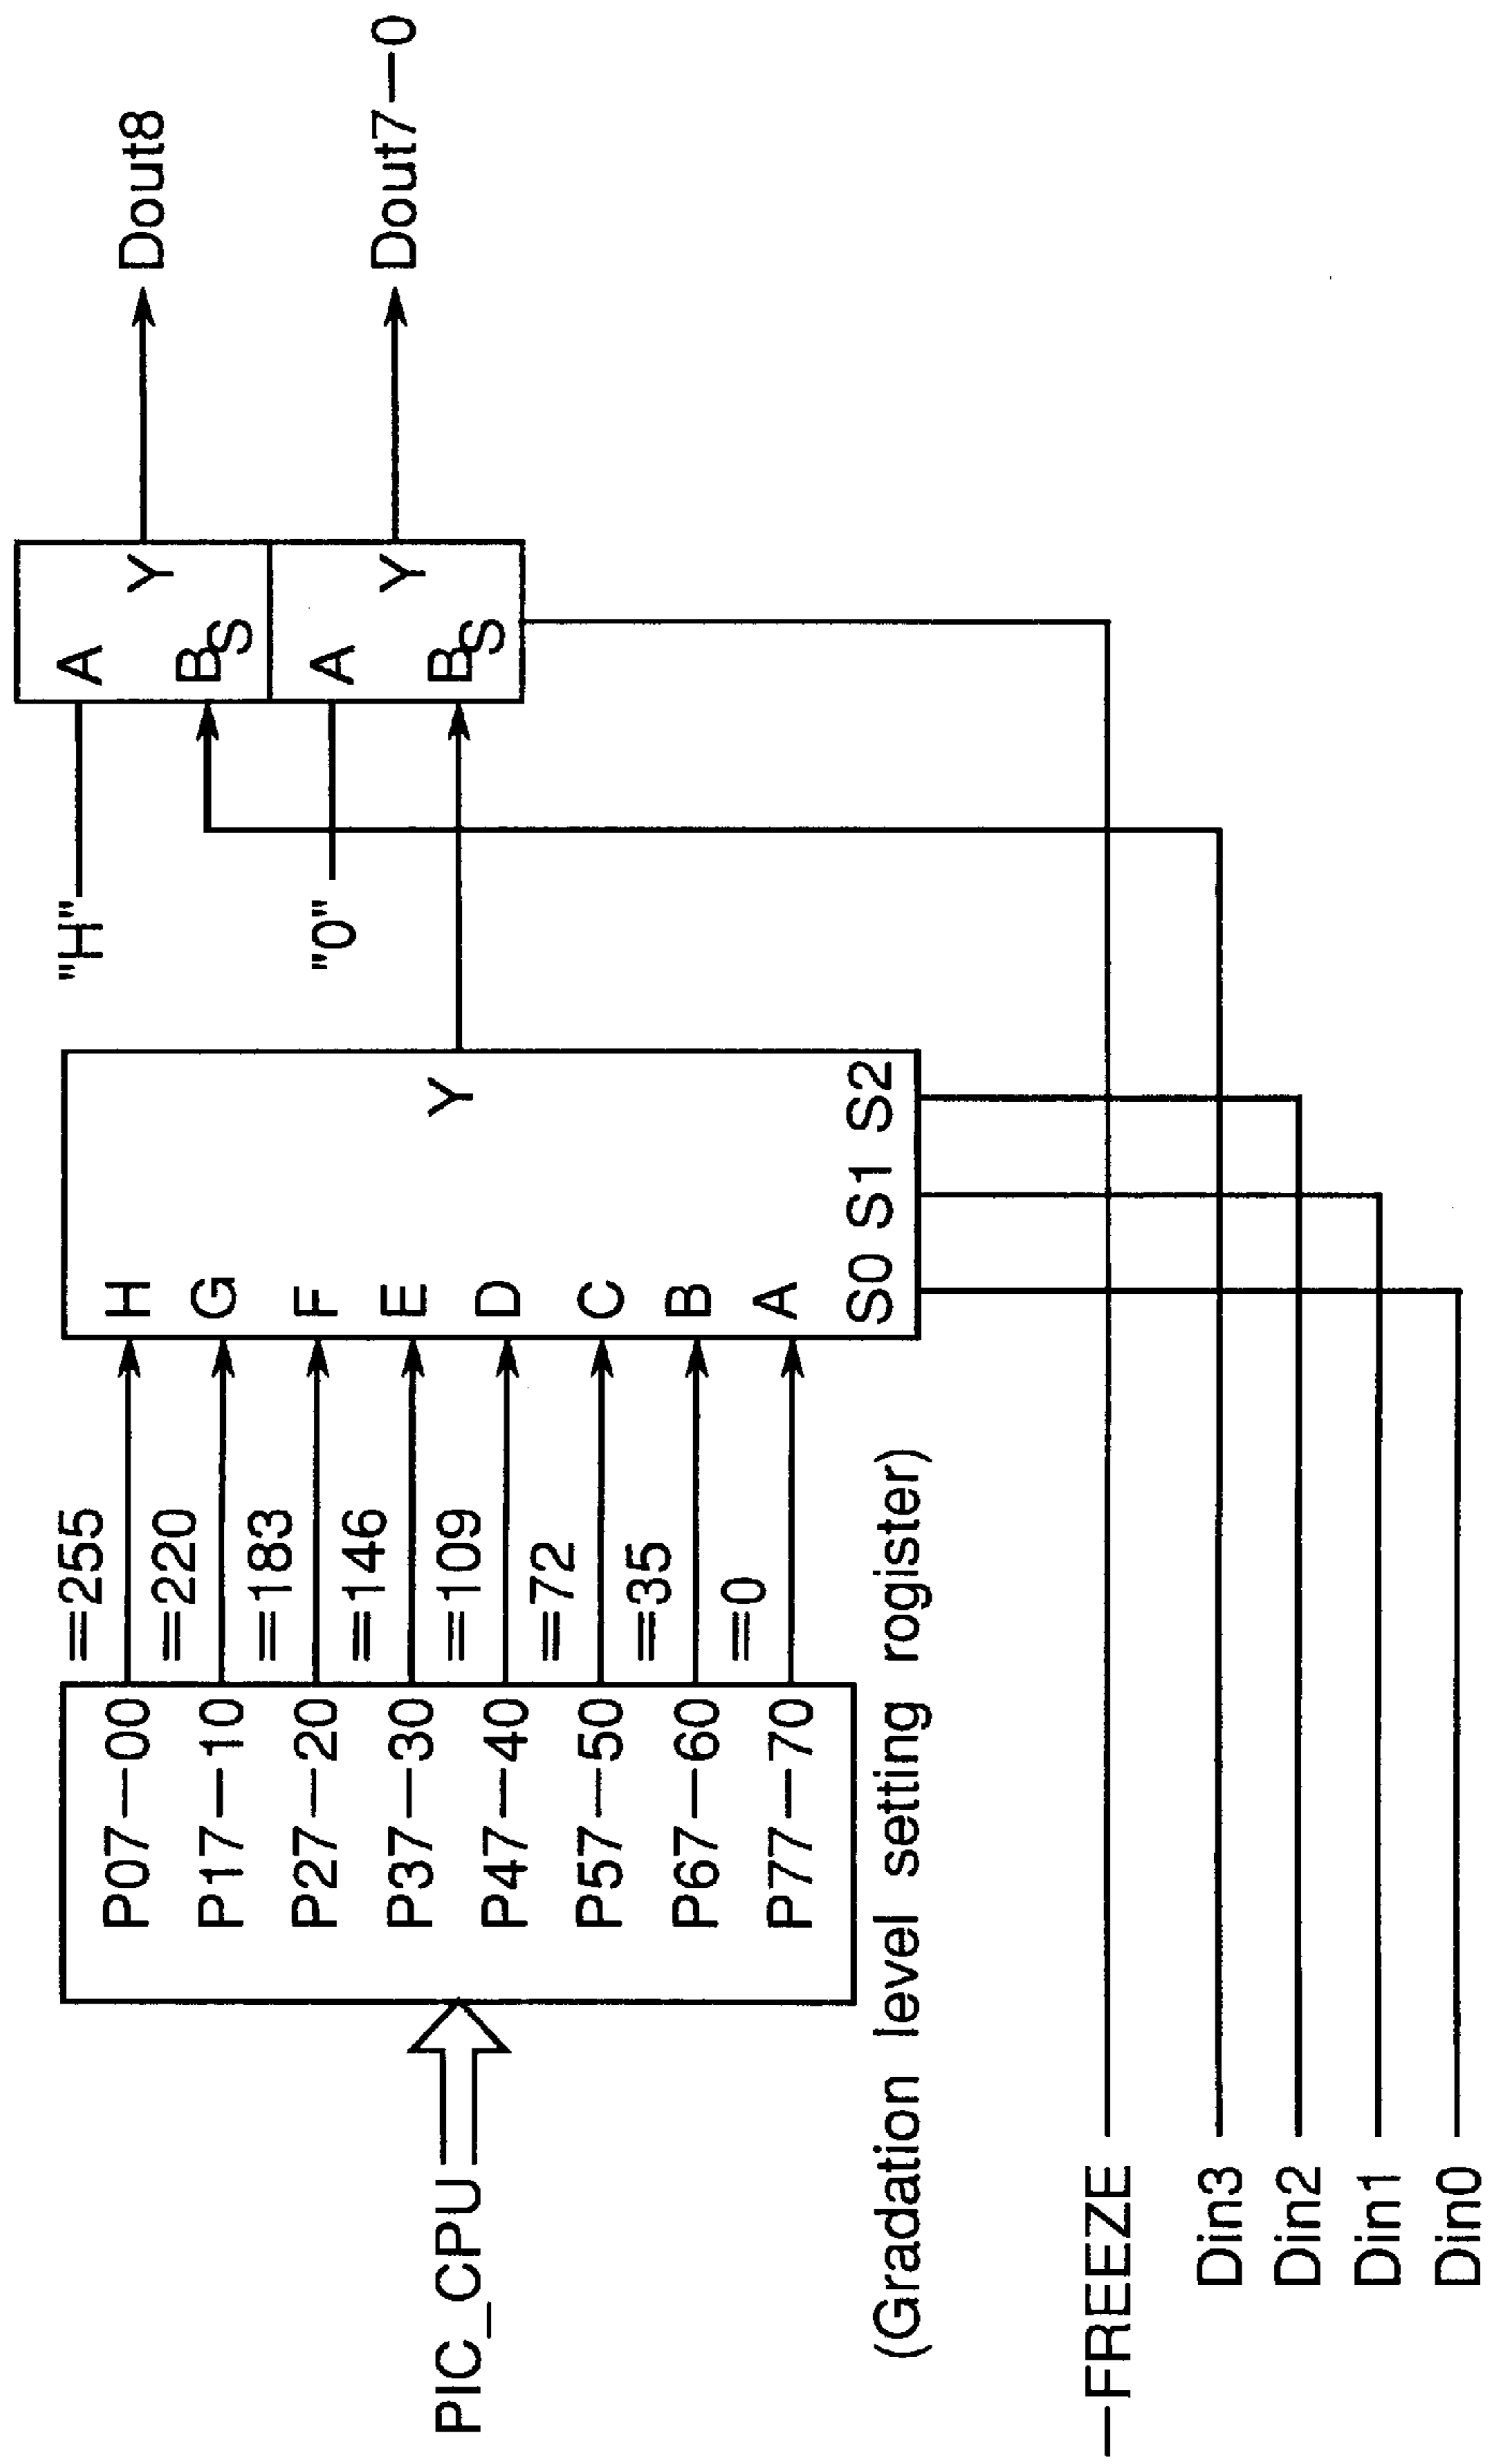 PIC_CPU
P07—00
P17—10
P27—20
P37—30
P47—40
P57—50
P67—60
P77—70
=255
=220
=183
=146
=109
=72
=35
=0
(Gradation level setting rogister)
H
G
F
E
D
C
B
A
Y
S0 S1 S2
"H"
"0"
A
B
S
Y
A
B
S
Y
Dout8
Dout7—0
—FREEZE
Din3
Din2
Din1
Din0